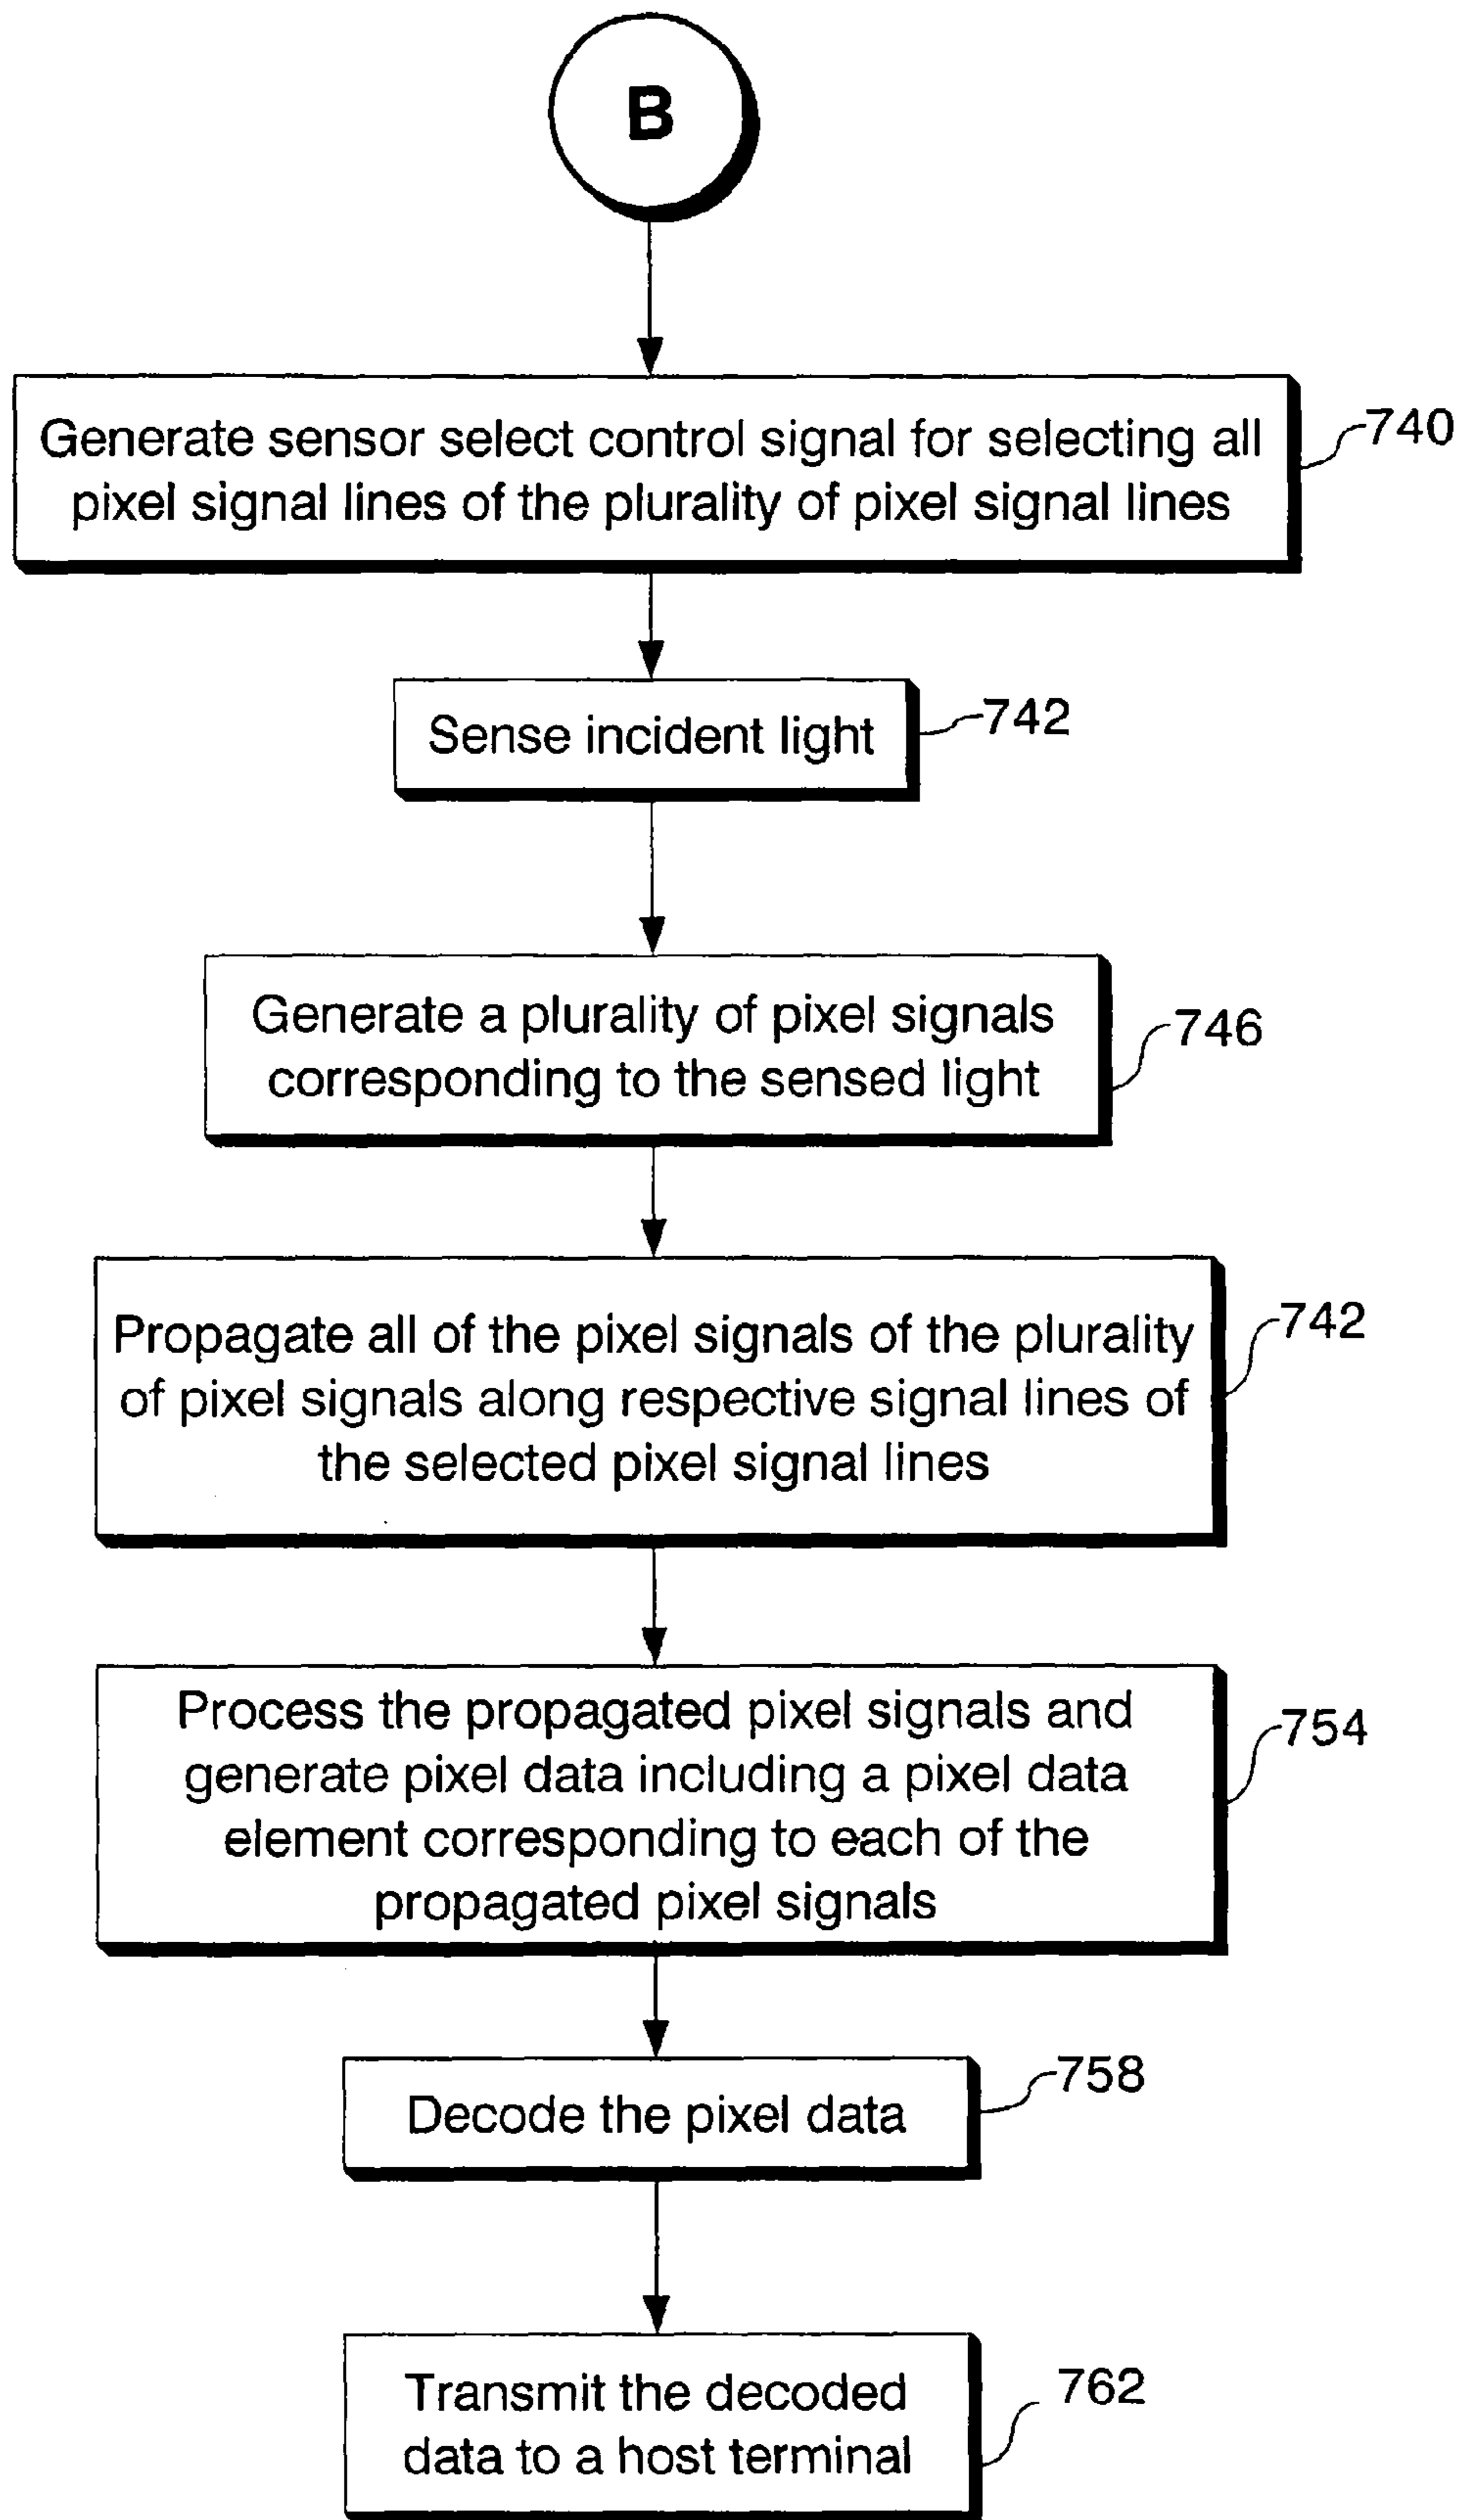 B
Generate sensor select control signal for selecting all
pixel signal lines of the plurality of pixel signal lines
740
Sense incident light
742
Generate a plurality of pixel signals
corresponding to the sensed light
746
Propagate all of the pixel signals of the plurality
of pixel signals along respective signal lines of
the selected pixel signal lines
742
Process the propagated pixel signals and
generate pixel data including a pixel data
element corresponding to each of the
propagated pixel signals
754
Decode the pixel data
758
Transmit the decoded
data to a host terminal
762